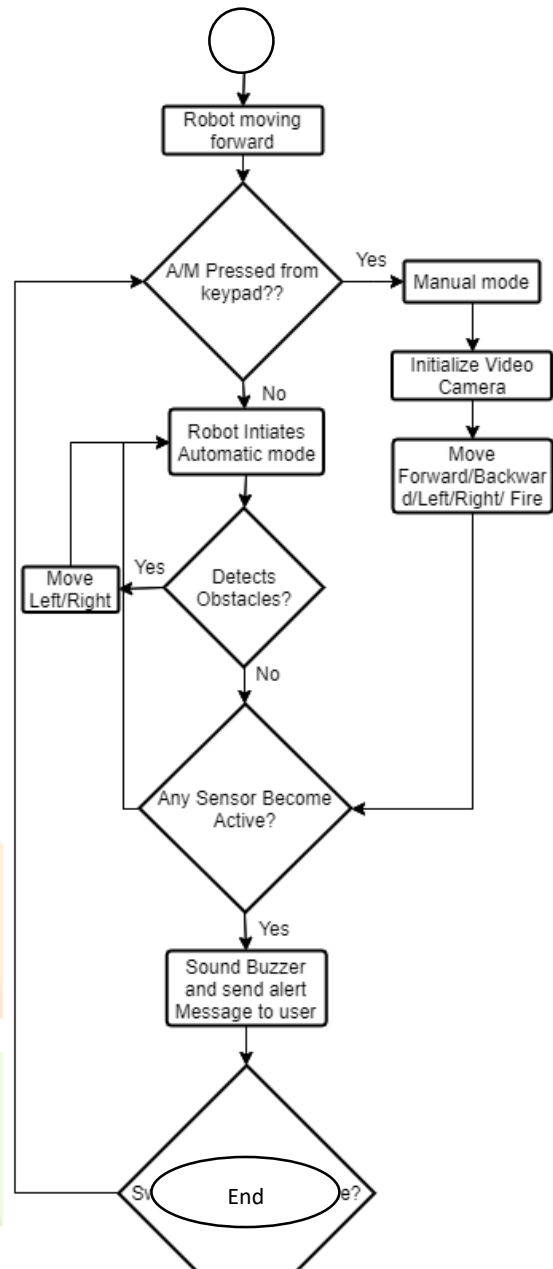 Robot moving
forward
A/M Pressed from
keypad??
Yes
Manual mode
Initialize Video
Camera
No
Robot Intiates
Automatic mode
Move
Forward/Backwar
d/Left/Right/ Fire
Yes
Move
Left/Right
Detects
Obstacles?
No
Any Sensor Become
Active?
Yes
Sound Buzzer
and send alert
Message to user
End